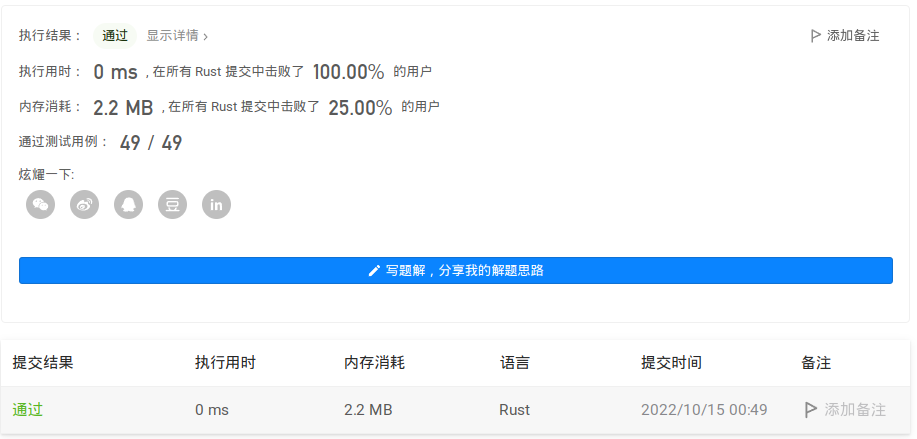 执行结果： 通过 显示详情 › 添加备注
执行用时： 0 ms , 在所有 Rust 提交中击败了 100.00% 的用户
内存消耗： 2.2 MB , 在所有 Rust 提交中击败了 25.00% 的用户
通过测试用例： 49 / 49
炫耀一下:
豆 in
写题解，分享我的解题思路
提交结果 执行用时 内存消耗 语言 提交时间 备注
通过 0 ms 2.2 MB Rust 2022/10/15 00:49 添加备注